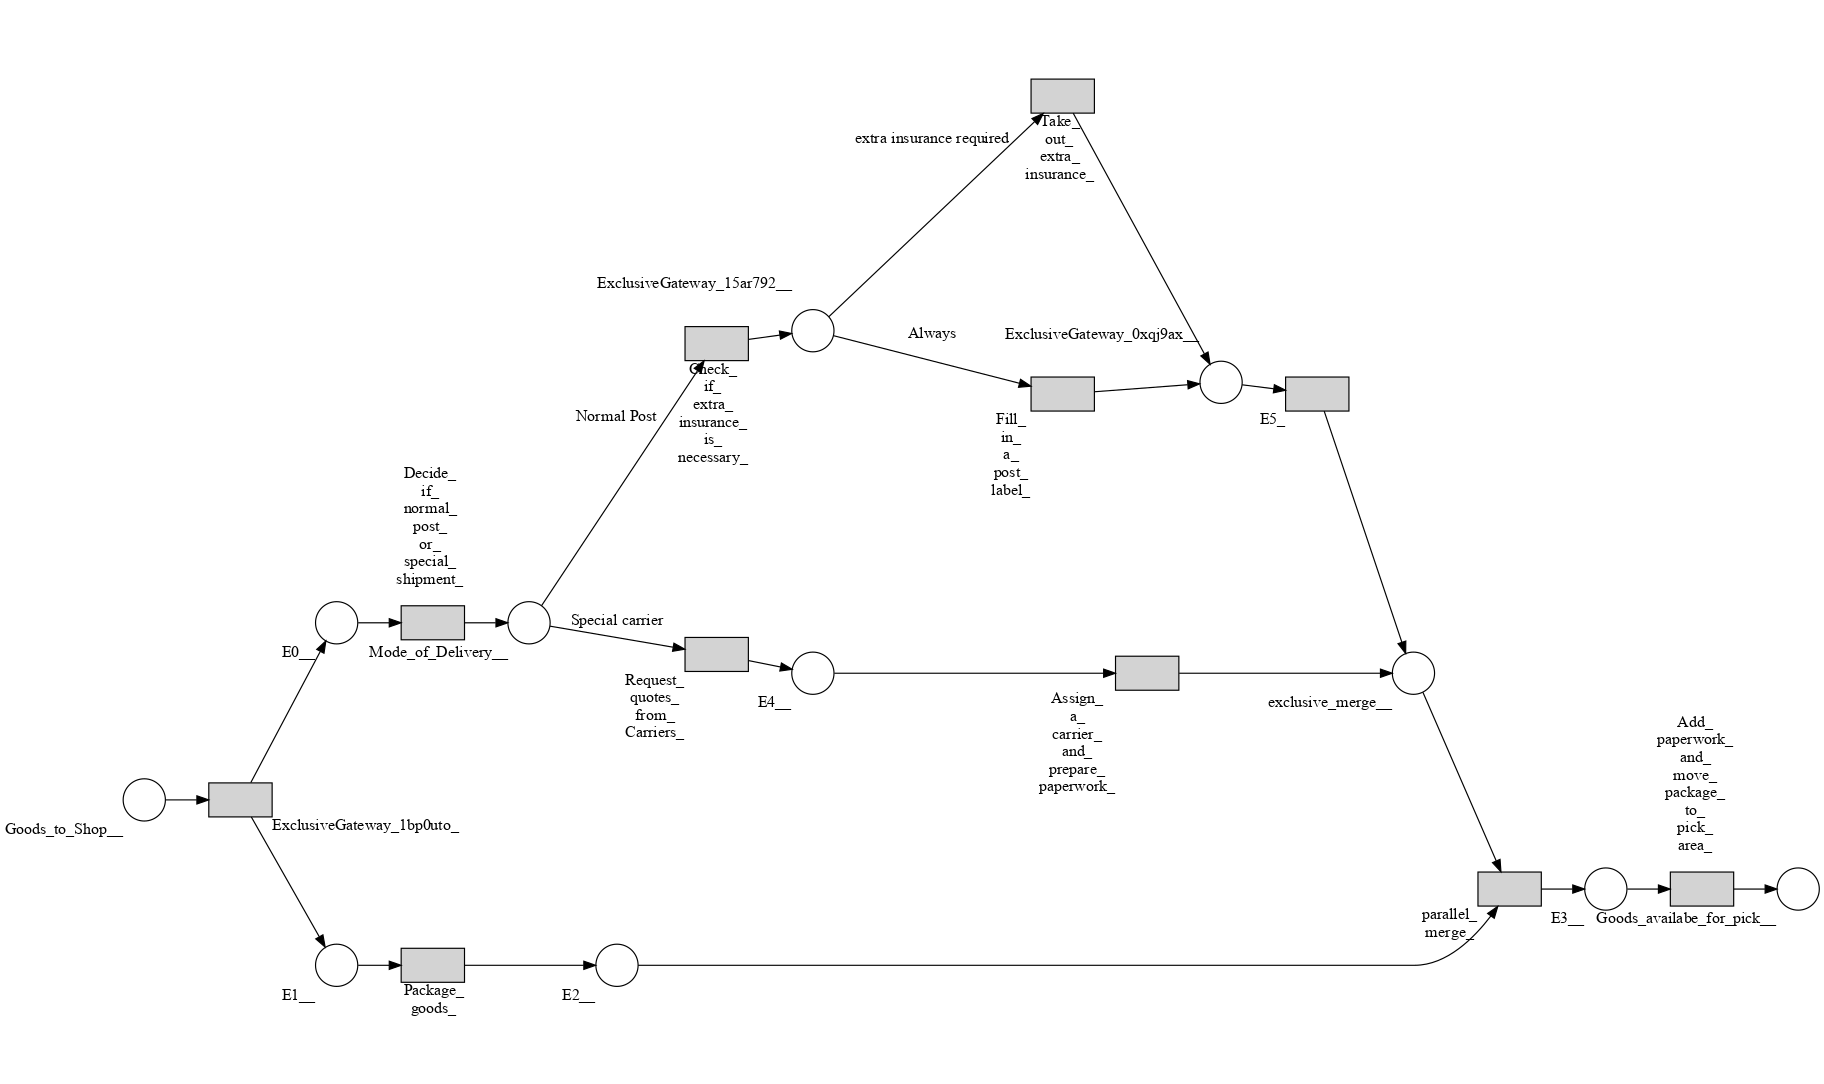 Take_
out_
extra_
insurance_
extra insurance required
ExclusiveGateway_15ar792__
Always
ExclusiveGateway_0xqj9ax__
Check_
if_
extra_
insurance_
is_
necessary_
Normal Post
Fill_
in_
a_
post_
label_
E5_
Decide_
if_
normal_
post_
or_
special_
shipment_
Special carrier
E0__
Mode_of_Delivery__
Request_
quotes_
from_
Carriers_
E4__
Assign_
a_
carrier_
and_
prepare_
paperwork_
exclusive_merge__
Add_
paperwork_
and_
move_
package_
to_
pick_
area_
Goods_to_Shop__
ExclusiveGateway_1bp0uto_
parallel_
merge_
E3__
Goods_availabe_for_pick__
E1__
Package_
goods_
E2__